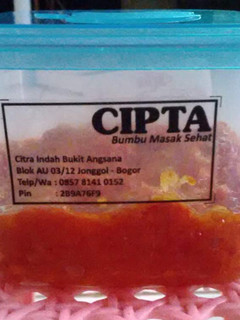 CIPTA
Bumbu Masak Sehat
Citra Indah Bukit Angsana
Blok AU 03/12 Jonggol - Bogor
Telp/Wa : 0857 8141 0152
Pin : 2B9A76F9